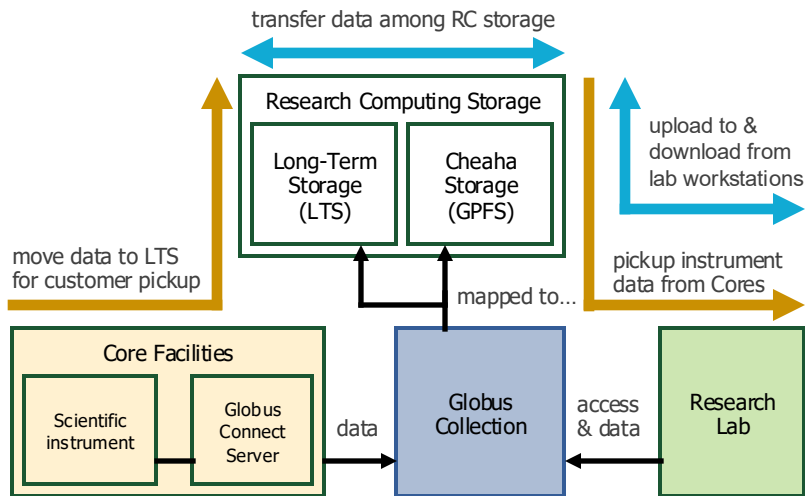 transfer data among RC storage
Research Computing Storage
Long-Term
Storage
(LTS)
Cheaha
Storage
(GPFS)
upload to &
download from
lab workstations
move data to LTS
for customer pickup
mapped to...
pickup instrument
data from Cores
Core Facilities
Scientific
instrument
Globus
Connect
Server
data
Globus
Collection
access
& data
Research
Lab